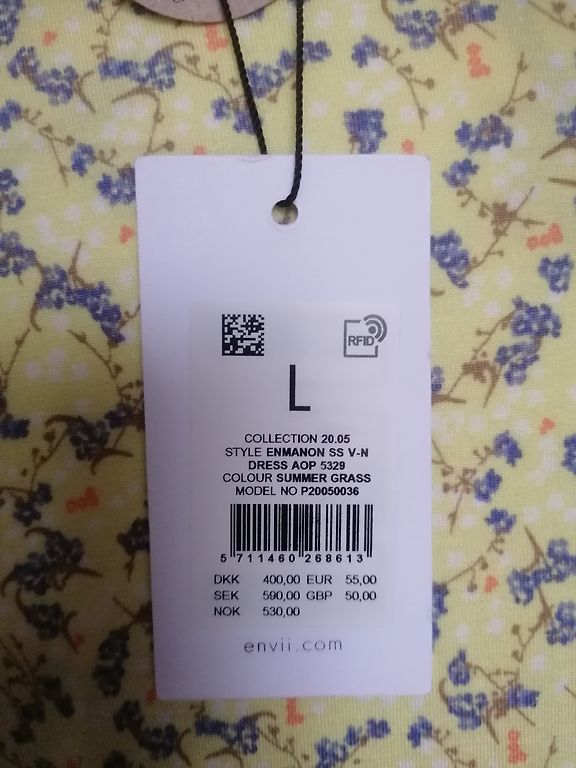 RFID
L
COLLECTION 20.05
STYLE ENMANON SS V-N
DRESS AOP 5329
COLOUR SUMMER GRASS
MODEL NO P20050036
5 711460 268613
DKK 400,00 EUR 55,00
SEK 590,00 GBP 50,00
NOK 530,00
envii.com